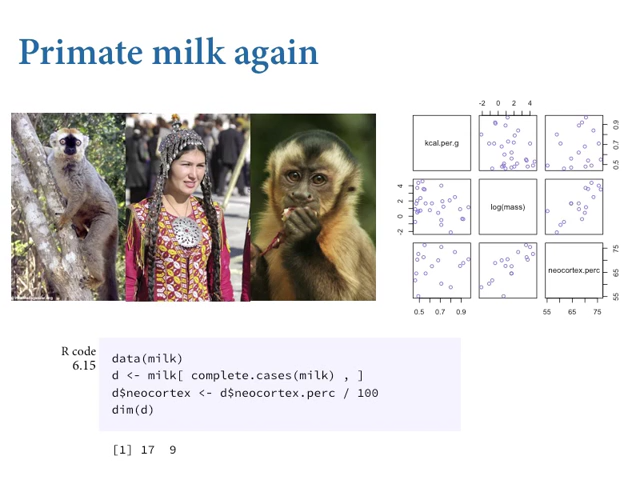 Primate milk again
-2 0 2 4
kcal.per.g
0.5 0.7 0.9
-2 0 2 4
log(mass)
neocortex.perc
55 65 75
0.5 0.7 0.9
55 65 75
R code
6.15
data(milk)
d <- milk[ complete.cases(milk) , ]
d$neocortex <- d$neocortex.perc / 100
dim(d)
[1] 17 9